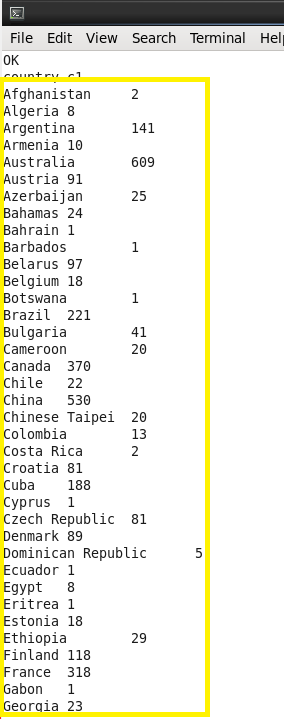 File Edit View Search Terminal Help
OK
country c1
Afghanistan 2
Algeria 8
Argentina 141
Armenia 10
Australia 609
Austria 91
Azerbaijan 25
Bahamas 24
Bahrain 1
Barbados 1
Belarus 97
Belgium 18
Botswana 1
Brazil 221
Bulgaria 41
Cameroon 20
Canada 370
Chile 22
China 530
Chinese Taipei 20
Colombia 13
Costa Rica 2
Croatia 81
Cuba 188
Cyprus 1
Czech Republic 81
Denmark 89
Dominican Republic 5
Ecuador 1
Egypt 8
Eritrea 1
Estonia 18
Ethiopia 29
Finland 118
France 318
Gabon 1
Georgia 23